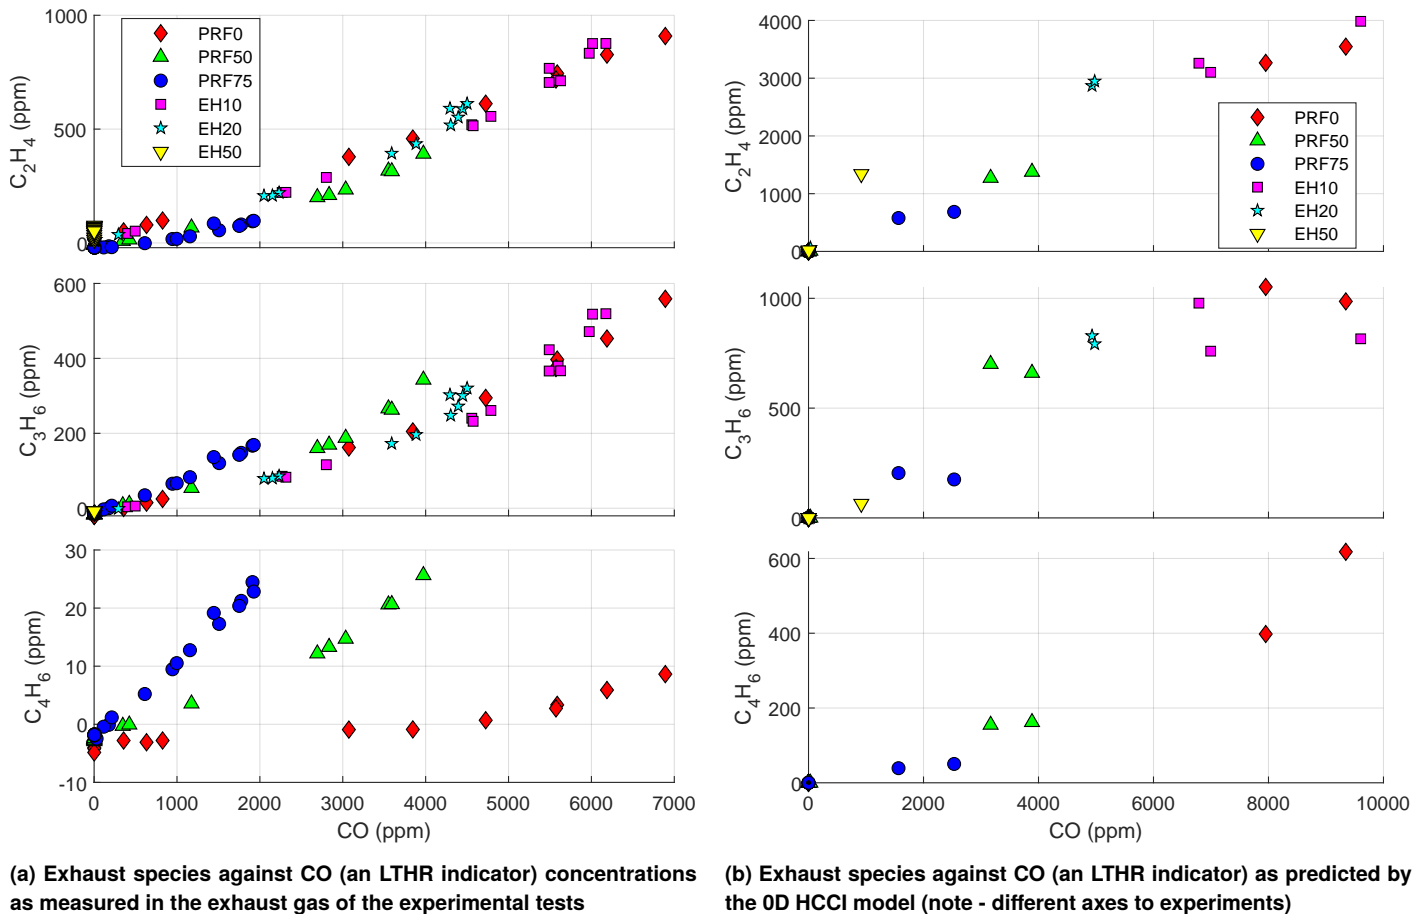 1000
500
0
C2H4 (ppm)
PRF0
PRF50
PRF75
EH10
EH20
EH50
600
400
200
0
C3H6 (ppm)
30
20
10
0
-10
C4H6 (ppm)
0 1000 2000 3000 4000 5000 6000 7000
CO (ppm)
(a) Exhaust species against CO (an LTHR indicator) concentrations
as measured in the exhaust gas of the experimental tests
4000
3000
2000
1000
0
C2H4 (ppm)
PRF0
PRF50
PRF75
EH10
EH20
EH50
1000
500
0
C3H6 (ppm)
600
400
200
0
C4H6 (ppm)
0 2000 4000 6000 8000 10000
CO (ppm)
(b) Exhaust species against CO (an LTHR indicator) as predicted by
the 0D HCCI model (note - different axes to experiments)